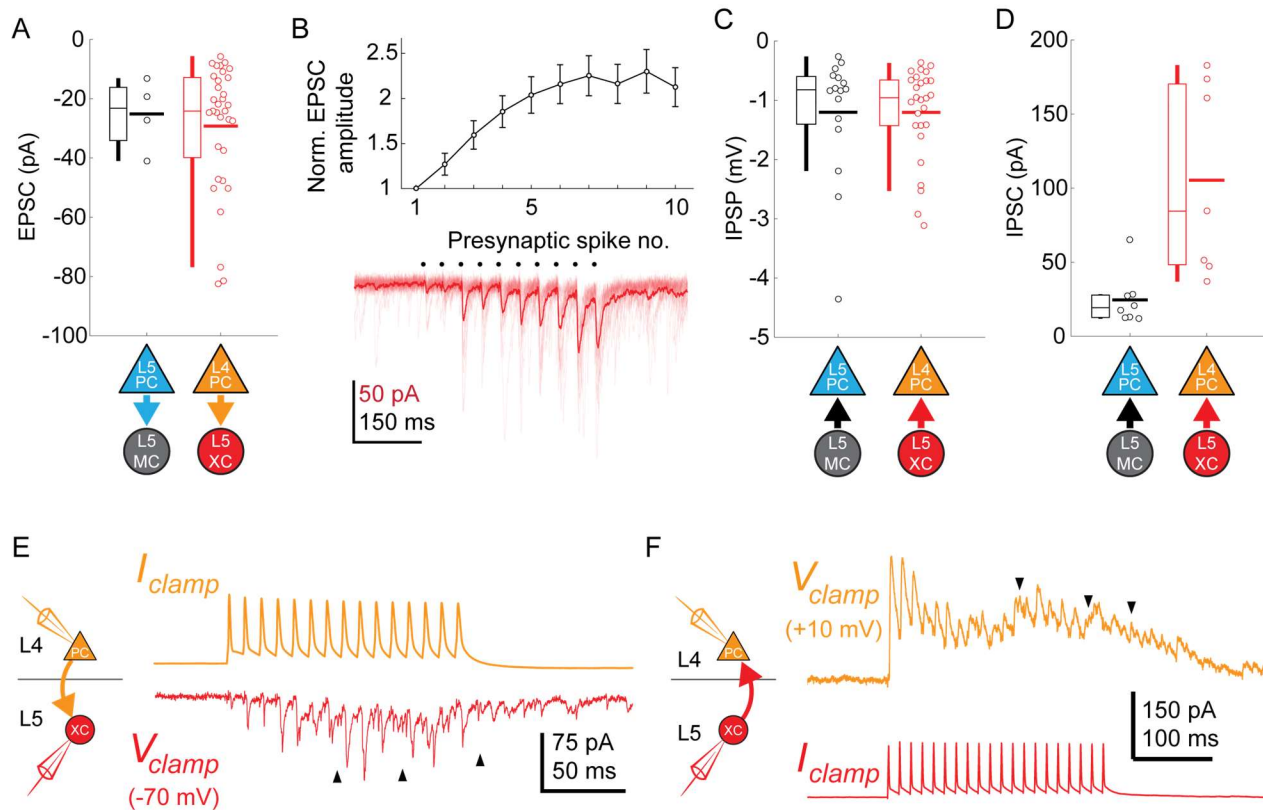 A
EPSC (pA)
0
-20
-40
-60
-80
-100
L5
PC
L4
PC
L5
MC
L5
XC
B
Norm. EPSC
amplitude
2.5
2
1.5
1
1
5
10
Presynaptic spike no.
50 pA
150 ms
C
IPSP (mV)
0
-1
-2
-3
-4
-5
L5
PC
L4
PC
L5
MC
L5
XC
D
IPSC (pA)
200
150
100
50
0
L5
PC
L4
PC
L5
MC
L5
XC
E
L4
PC
L5
XC
I clamp
V clamp
(-70 mV)
75 pA
50 ms
F
L4
PC
L5
XC
V clamp
(+10 mV)
150 pA
100 ms
I clamp